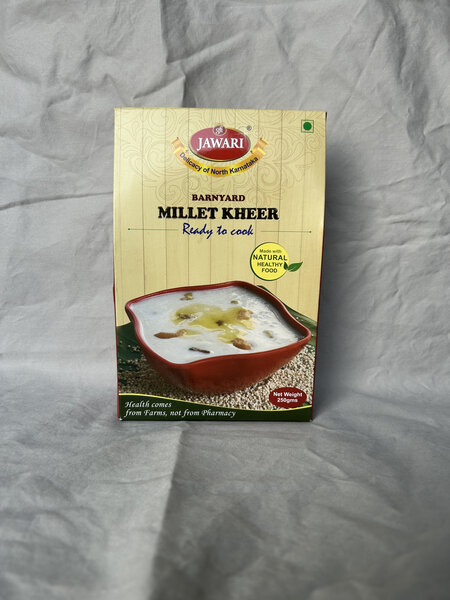 JAWARI
®
Delicacy of North Karnataka
BARNYARD
MILLET KHEER
Ready to cook
Made with
NATURAL
HEALTHY
FOOD
Net Weight
250gms
Health comes
from Farms, not from Pharmacy